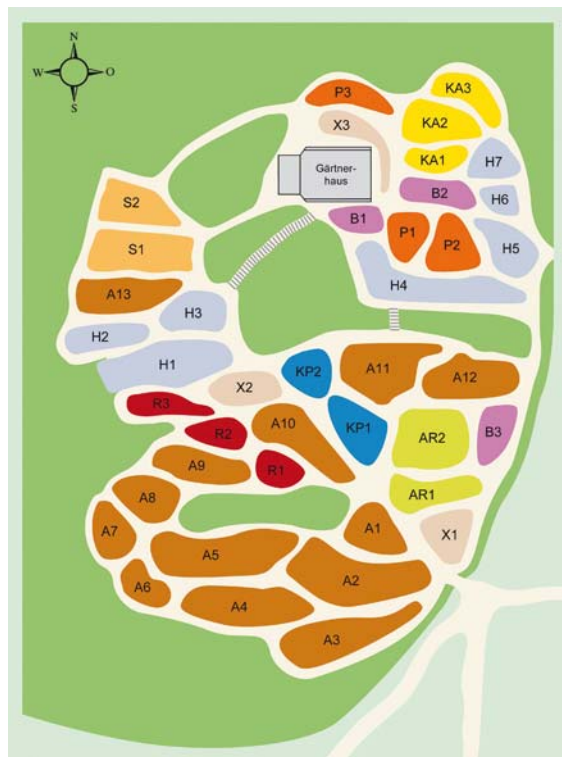 N
W
O
S
KA3
P3
KA2
X3
KA1
H7
Gärtner-
haus
B2
H6
S2
B1
P1
P2
H5
S1
H4
A13
H3
H2
H1
KP2
A11
A12
X2
R3
A10
KP1
B3
R2
AR2
A9
R1
AR1
A8
A7
A1
X1
A5
A2
A6
A4
A3